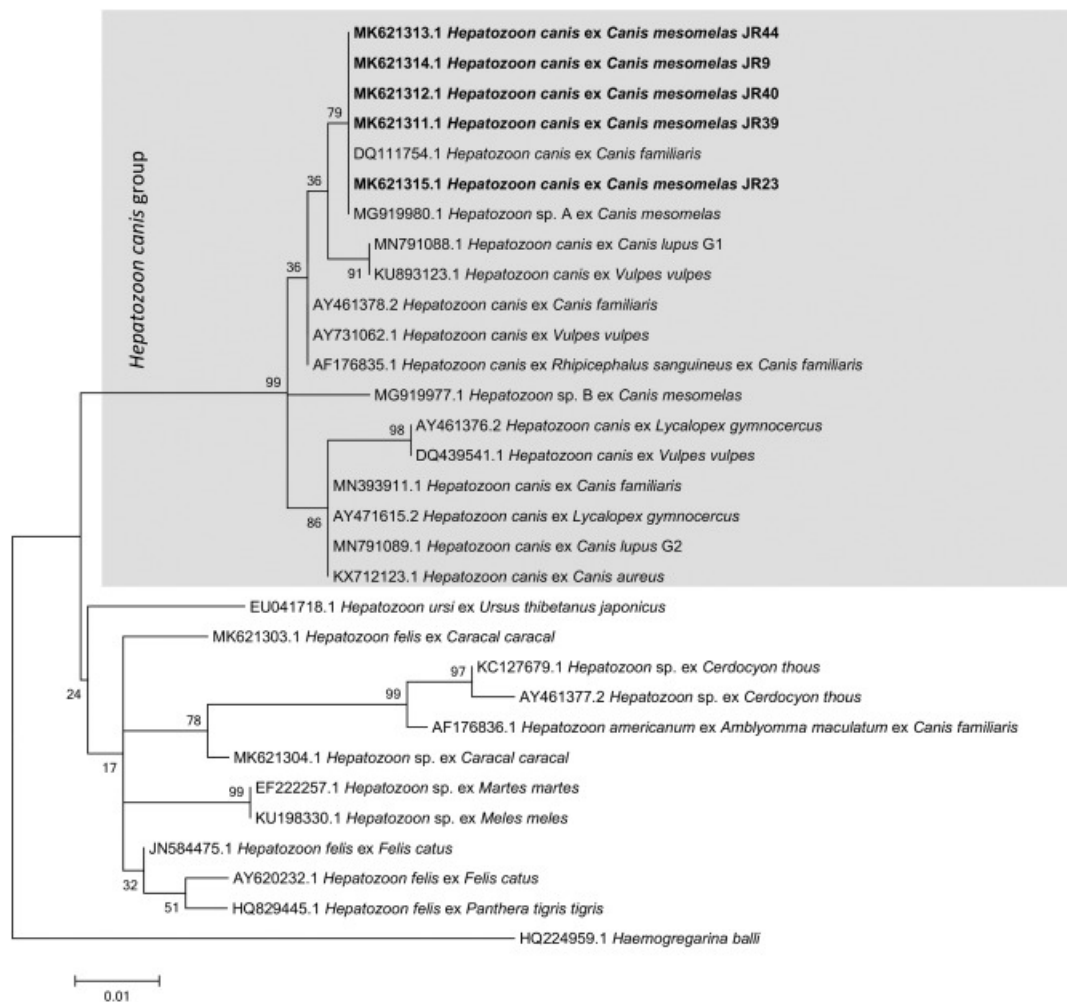 MK621313.1 Hepatozoon canis ex Canis mesomelas JR44
MK621314.1 Hepatozoon canis ex Canis mesomelas JR9
MK621312.1 Hepatozoon canis ex Canis mesomelas JR40
79
MK621311.1 Hepatozoon canis ex Canis mesomelas JR39
DQ111754.1 Hepatozoon canis ex Canis familiaris
36
MK621315.1 Hepatozoon canis ex Canis mesomelas JR23
MG919980.1 Hepatozoon sp. A ex Canis mesomelas
Hepatozoon canis group
MN791088.1 Hepatozoon canis ex Canis lupus G1
36
91
KU893123.1 Hepatozoon canis ex Vulpes vulpes
AY461378.2 Hepatozoon canis ex Canis familiaris
AY731062.1 Hepatozoon canis ex Vulpes vulpes
AF176835.1 Hepatozoon canis ex Rhipicephalus sanguineus ex Canis familiaris
99
MG919977.1 Hepatozoon sp. B ex Canis mesomelas
98
AY461376.2 Hepatozoon canis ex Lycalopex gymnocercus
DQ439541.1 Hepatozoon canis ex Vulpes vulpes
MN393911.1 Hepatozoon canis ex Canis familiaris
86
AY471615.2 Hepatozoon canis ex Lycalopex gymnocercus
MN791089.1 Hepatozoon canis ex Canis lupus G2
KX712123.1 Hepatozoon canis ex Canis aureus
EU041718.1 Hepatozoon ursi ex Ursus thibetanus japonicus
MK621303.1 Hepatozoon felis ex Caracal caracal
97
KC127679.1 Hepatozoon sp. ex Cerdocyon thous
24
99
AY461377.2 Hepatozoon sp. ex Cerdocyon thous
78
AF176836.1 Hepatozoon americanum ex Amblyomma maculatum ex Canis familiaris
17
MK621304.1 Hepatozoon sp. ex Caracal caracal
99
EF222257.1 Hepatozoon sp. ex Martes martes
KU198330.1 Hepatozoon sp. ex Meles meles
JN584475.1 Hepatozoon felis ex Felis catus
32
AY620232.1 Hepatozoon felis ex Felis catus
51
HQ829445.1 Hepatozoon felis ex Panthera tigris tigris
HQ224959.1 Haemogregarina balli
0.01